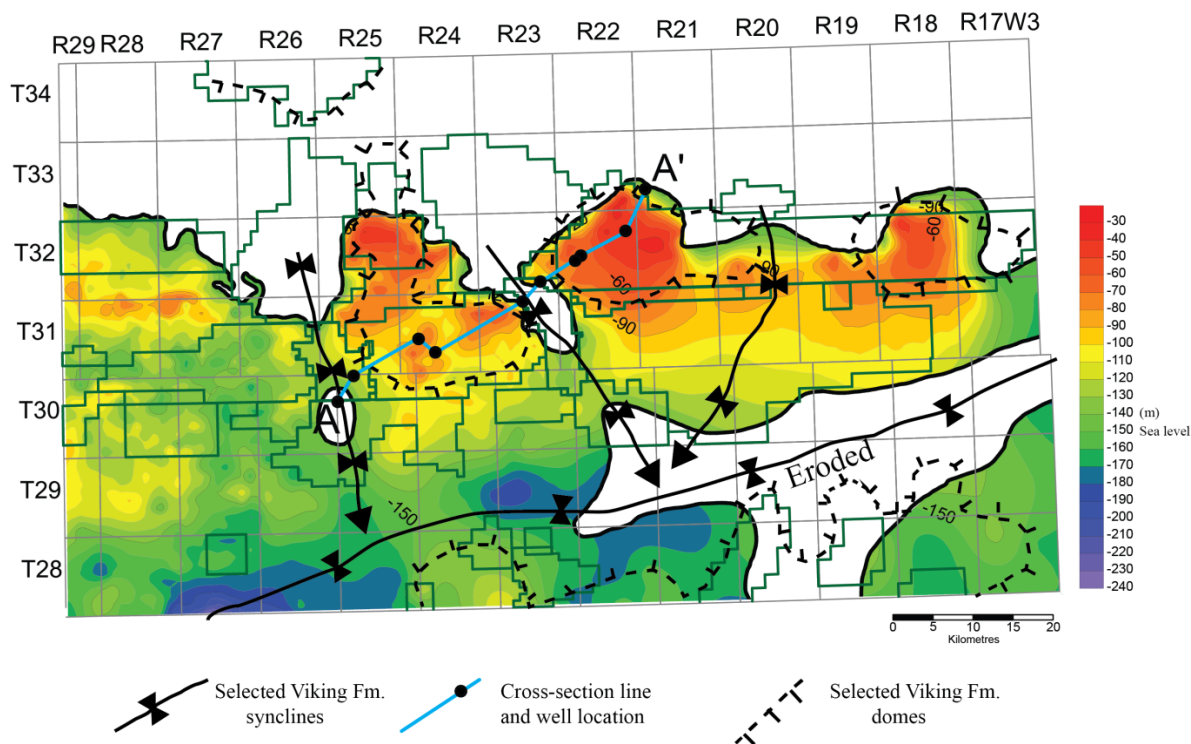 R29 R28 R27 R26 R25 R24 R23 R22 R21 R20 R19 R18 R17W3
T34
T33
A'
-90
-60
T32
90
-60
T31
-90
T30
A
Eroded
T29
-150
-150
T28
-30
-40
-50
-60
-70
-80
-90
-100
-110
-120
-130
-140
-150
-160
-170
-180
-190
-200
-210
-220
-230
-240
(m)
Sea level
0 5 10 15 20
Kilometres
Selected Viking Fm.
synclines
Cross-section line
and well location
Selected Viking Fm.
domes